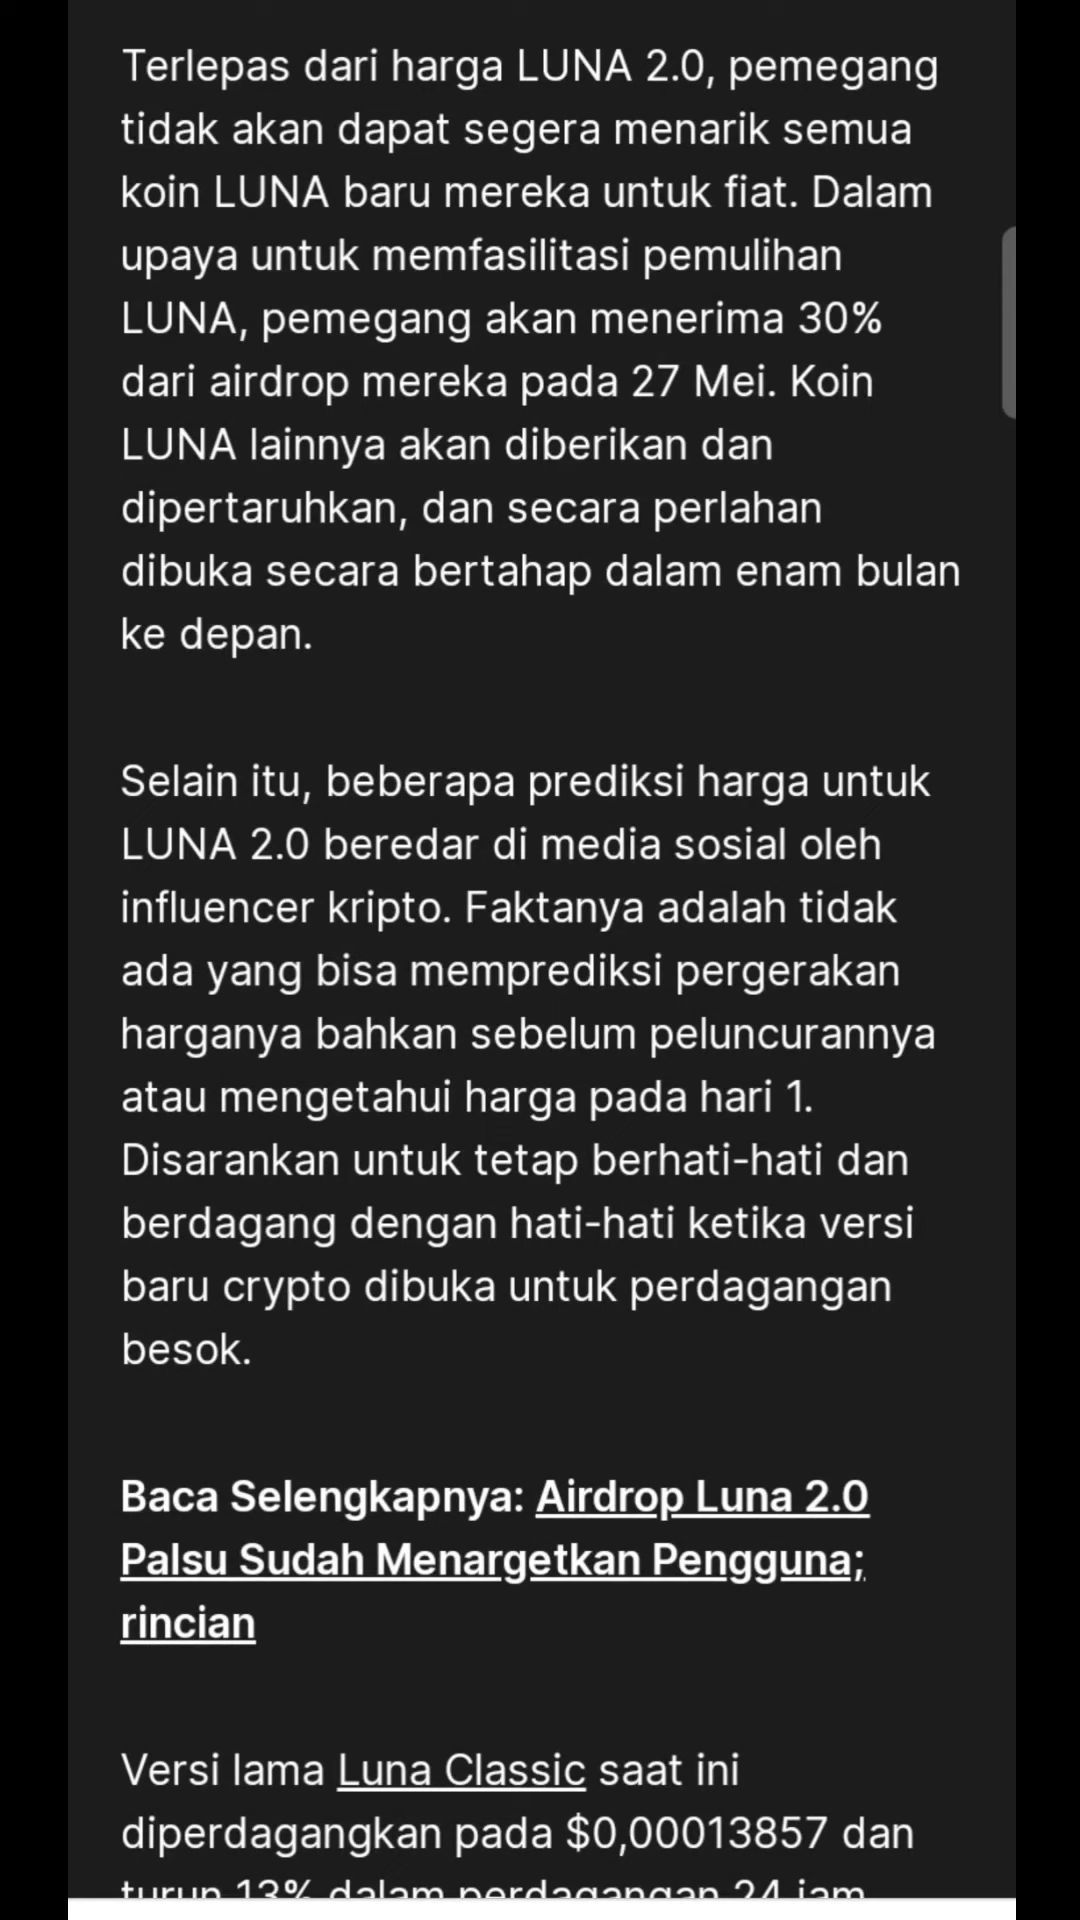 Terlepas dari harga LUNA 2.0, pemegang
tidak akan dapat segera menarik semua
koin LUNA baru mereka untuk fiat. Dalam
upaya untuk memfasilitasi pemulihan
LUNA, pemegang akan menerima 30%
dari airdrop mereka pada 27 Mei. Koin
LUNA lainnya akan diberikan dan
dipertaruhkan, dan secara perlahan
dibuka secara bertahap dalam enam bulan
ke depan.
Selain itu, beberapa prediksi harga untuk
LUNA 2.0 beredar di media sosial oleh
influencer kripto. Faktanya adalah tidak
ada yang bisa memprediksi pergerakan
harganya bahkan sebelum peluncurannya
atau mengetahui harga pada hari 1.
Disarankan untuk tetap berhati-hati dan
berdagang dengan hati-hati ketika versi
baru crypto dibuka untuk perdagangan
besok.
Baca Selengkapnya: Airdrop Luna 2.0
Palsu Sudah Menargetkan Pengguna;
rincian
Versi lama Luna Classic saat ini
diperdagangkan pada $0,00013857 dan
turun 13% dalam perdagangan 24 jam